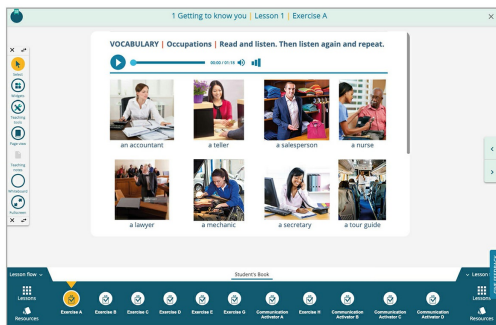 1 Getting to know you | Lesson 1 | Exercise A
VOCABULARY | Occupations | Read and listen. Then listen again and repeat.
00:00 / 01:16
Select
Widgets
Teaching tools
Page view
Teaching notes
Whiteboard
Fullscreen
an accountant
a teller
a salesperson
a nurse
a lawyer
a mechanic
a secretary
a tour guide
Lesson flow
Student's Book
Lesson
Lessons
Resources
Exercise A
Exercise B
Exercise C
Exercise D
Exercise E
Exercise G
Communication Activator A
Exercise H
Communication Activator B
Communication Activator C
Communication Activator D
Lessons
Resources